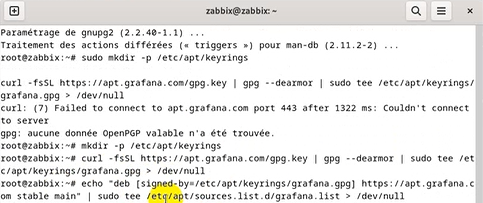 zabbix@zabbix: ~
Paramétrage de gnupg2 (2.2.40-1.1) ...
Traitement des actions différées (« triggers ») pour man-db (2.11.2-2) ...
root@zabbix:~# sudo mkdir -p /etc/apt/keyrings
curl -fsSL https://apt.grafana.com/gpg.key | gpg --dearmor | sudo tee /etc/apt/keyrings/
grafana.gpg > /dev/null
curl: (7) Failed to connect to apt.grafana.com port 443 after 1322 ms: Couldn't connect
to server
gpg: aucune donnée OpenPGP valable n'a été trouvée.
root@zabbix:~# mkdir -p /etc/apt/keyrings
root@zabbix:~# curl -fsSL https://apt.grafana.com/gpg.key | gpg --dearmor | sudo tee /et
c/apt/keyrings/grafana.gpg > /dev/null
root@zabbix:~# echo "deb [signed-by=/etc/apt/keyrings/grafana.gpg] https://apt.grafana.c
om stable main" | sudo tee /etc/apt/sources.list.d/grafana.list > /dev/null